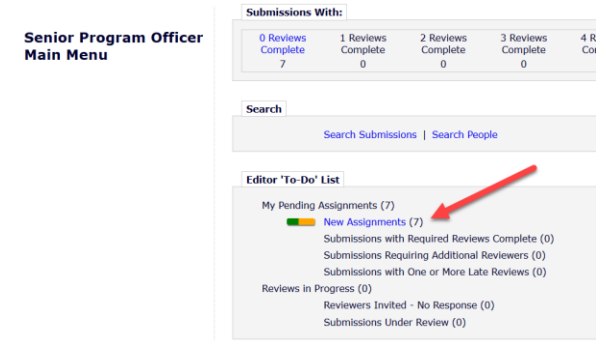 Senior Program Officer
Main Menu
Submissions With:
0 Reviews Complete 1 Reviews Complete 2 Reviews Complete 3 Reviews Complete
7 0 0 0
Search
Search Submissions | Search People
Editor 'To-Do' List
My Pending Assignments (7)
New Assignments (7)
Submissions with Required Reviews Complete (0)
Submissions Requiring Additional Reviewers (0)
Submissions with One or More Late Reviews (0)
Reviews in Progress (0)
Reviewers Invited - No Response (0)
Submissions Under Review (0)